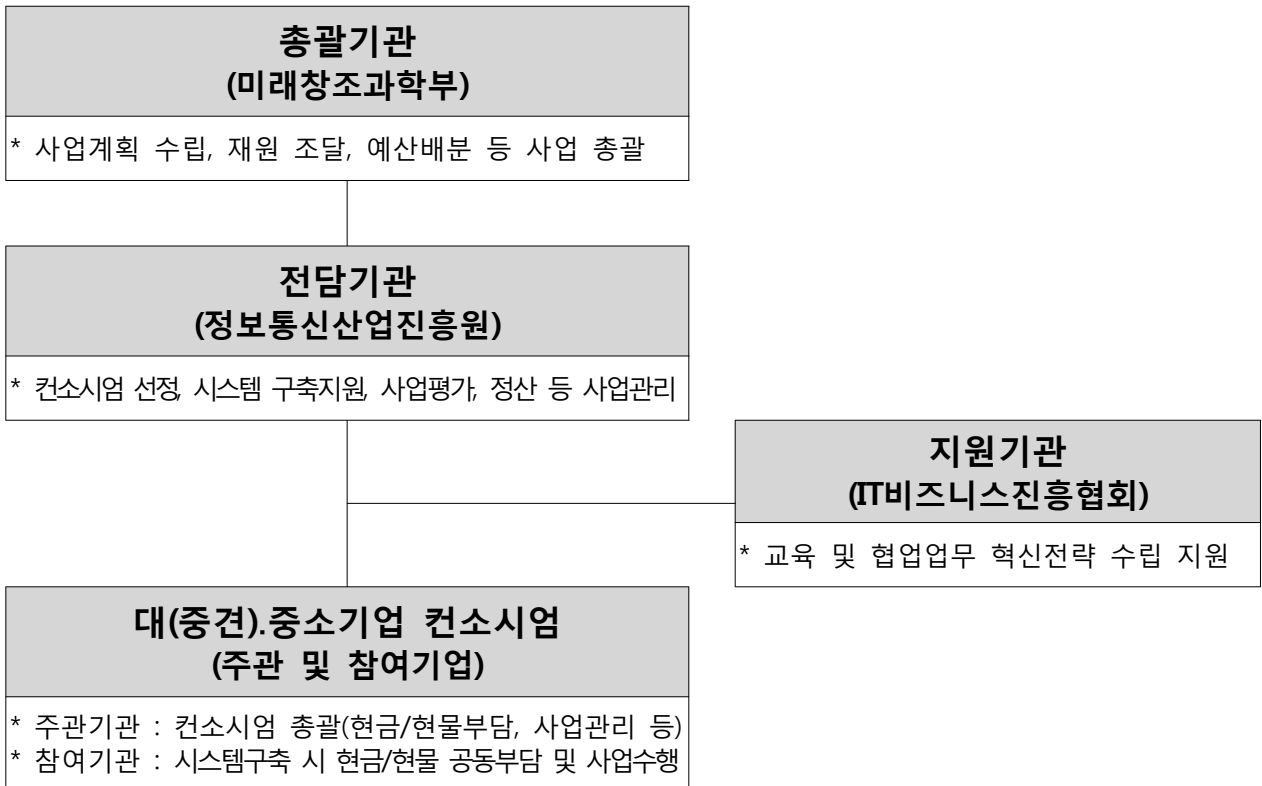 총괄기관
(미래창조과학부)
* 사업계획 수립, 재원 조달, 예산배분 등 사업 총괄
전담기관
(정보통신산업진흥원)
* 컨소시엄 선정, 시스템 구축지원, 사업평가, 정산 등 사업관리
지원기관
(IT비즈니스진흥협회)
* 교육 및 협업업무 혁신전략 수립 지원
대(중견).중소기업 컨소시엄
(주관 및 참여기업)
* 주관기관 : 컨소시엄 총괄(현금/현물부담, 사업관리 등)
* 참여기관 : 시스템구축 시 현금/현물 공동부담 및 사업수행